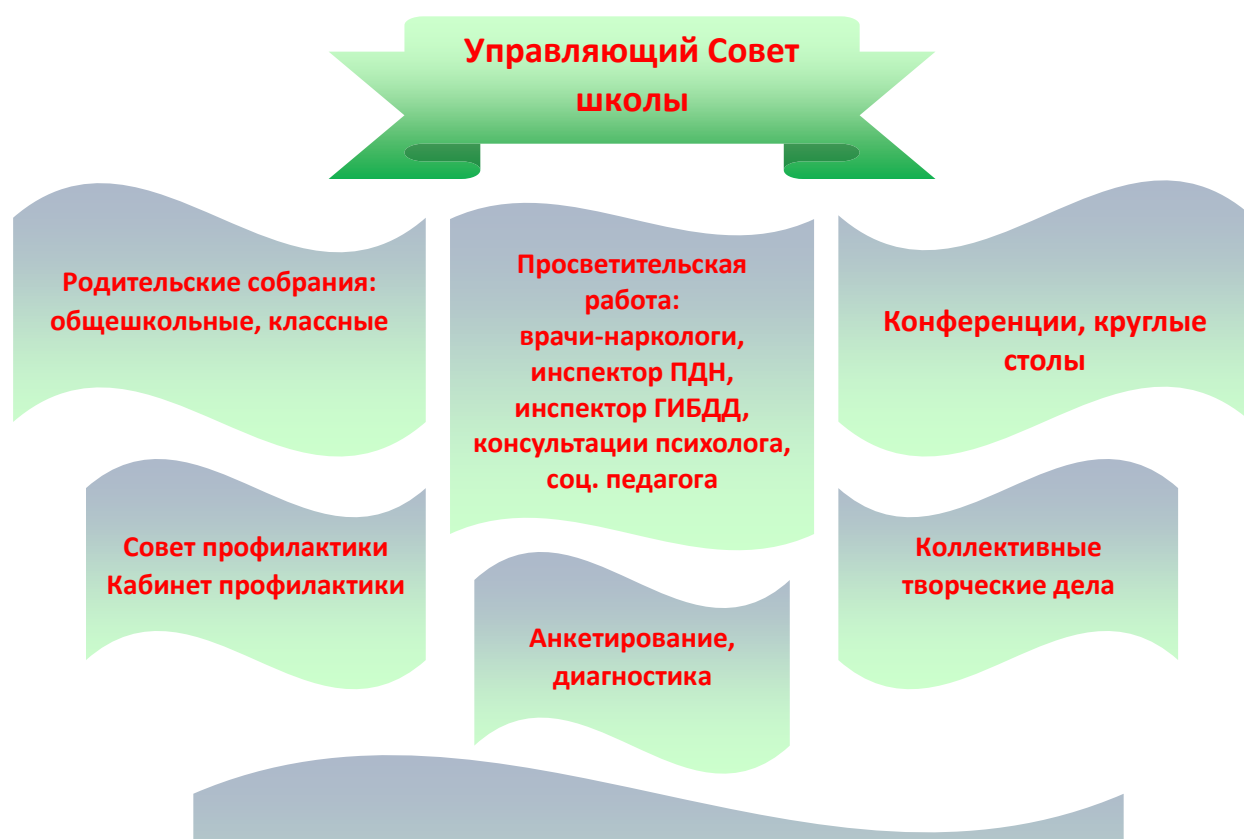 Управляющий Совет
школы
Родительские собрания:
общешкольные, классные
Просветительская
работа:
врачи-наркологи,
инспектор ПДН,
инспектор ГИБДД,
консультации психолога,
соц. педагога
Конференции, круглые
столы
Совет профилактики
Кабинет профилактики
Анкетирование,
диагностика
Коллективные
творческие дела